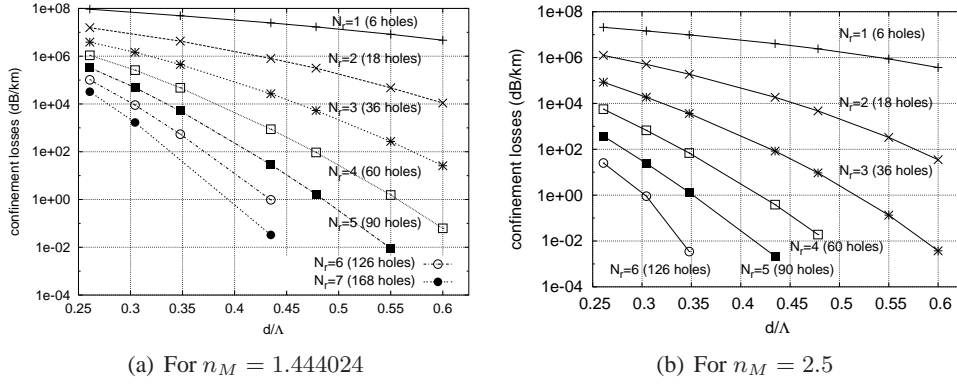 1e+08
1e+06
1e+04
1e+02
1e+00
1e-02
1e-04
confinement losses (dB/km)
N_r=1 (6 holes)
N_r=2 (18 holes)
N_r=3 (36 holes)
N_r=4 (60 holes)
N_r=5 (90 holes)
N_r=6 (126 holes)
N_r=7 (168 holes)
0.25 0.3 0.35 0.4 0.45 0.5 0.55 0.6
d/Λ
(a) For n_M = 1.444024
1e+08
1e+06
1e+04
1e+02
1e+00
1e-02
1e-04
confinement losses (dB/km)
N_r=1 (6 holes)
N_r=2 (18 holes)
N_r=3 (36 holes)
N_r=4 (60 holes)
N_r=6 (126 holes)
N_r=5 (90 holes)
0.25 0.3 0.35 0.4 0.45 0.5 0.55 0.6
d/Λ
(b) For n_M = 2.5